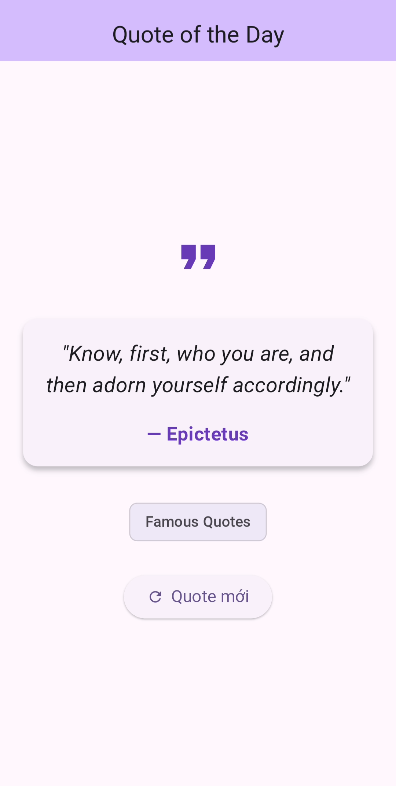 Quote of the Day
"Know, first, who you are, and
then adorn yourself accordingly."
— Epictetus
Famous Quotes
Quote mới